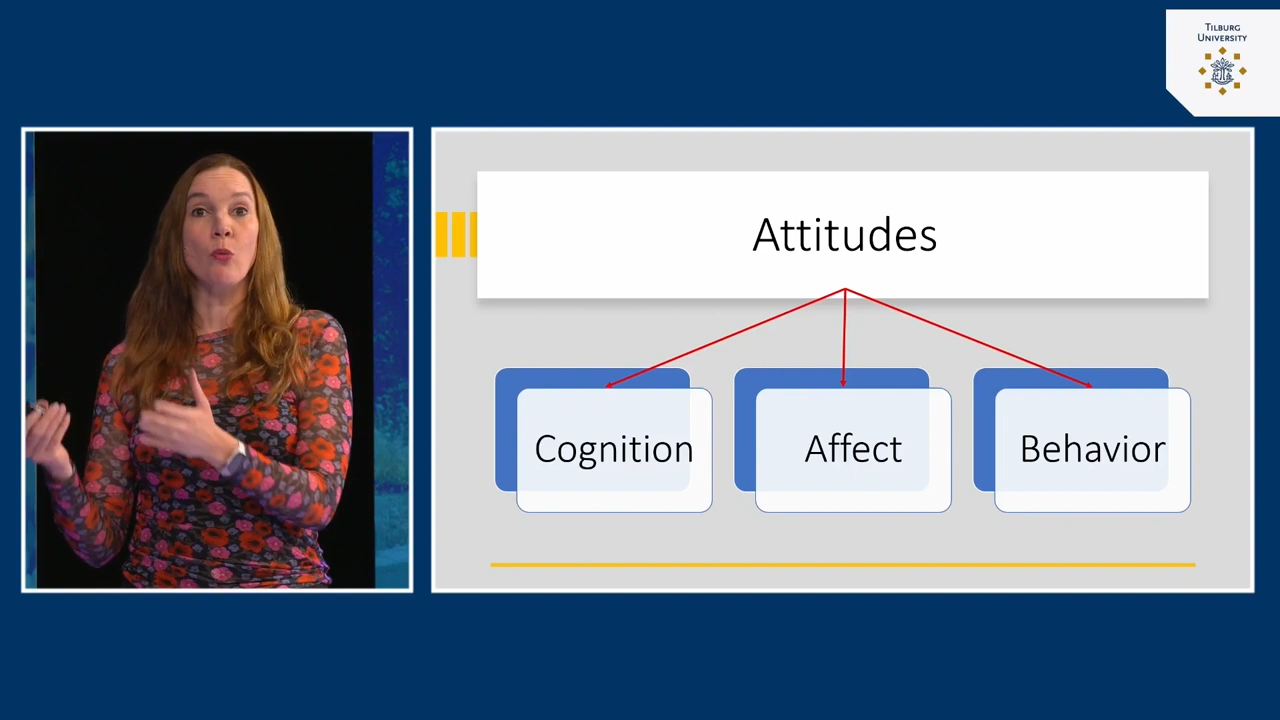 TILBURG
UNIVERSITY
Attitudes
Cognition
Affect
Behavior